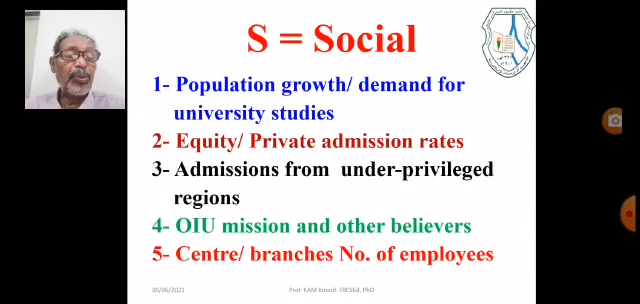 S = Social
1- Population growth/ demand for
university studies
2- Equity/ Private admission rates
3- Admissions from under-privileged
regions
4- OIU mission and other believers
5- Centre/ branches No. of employees
30/06/2021
Prof. KAM Ibnouf, FRCSEd, PhD